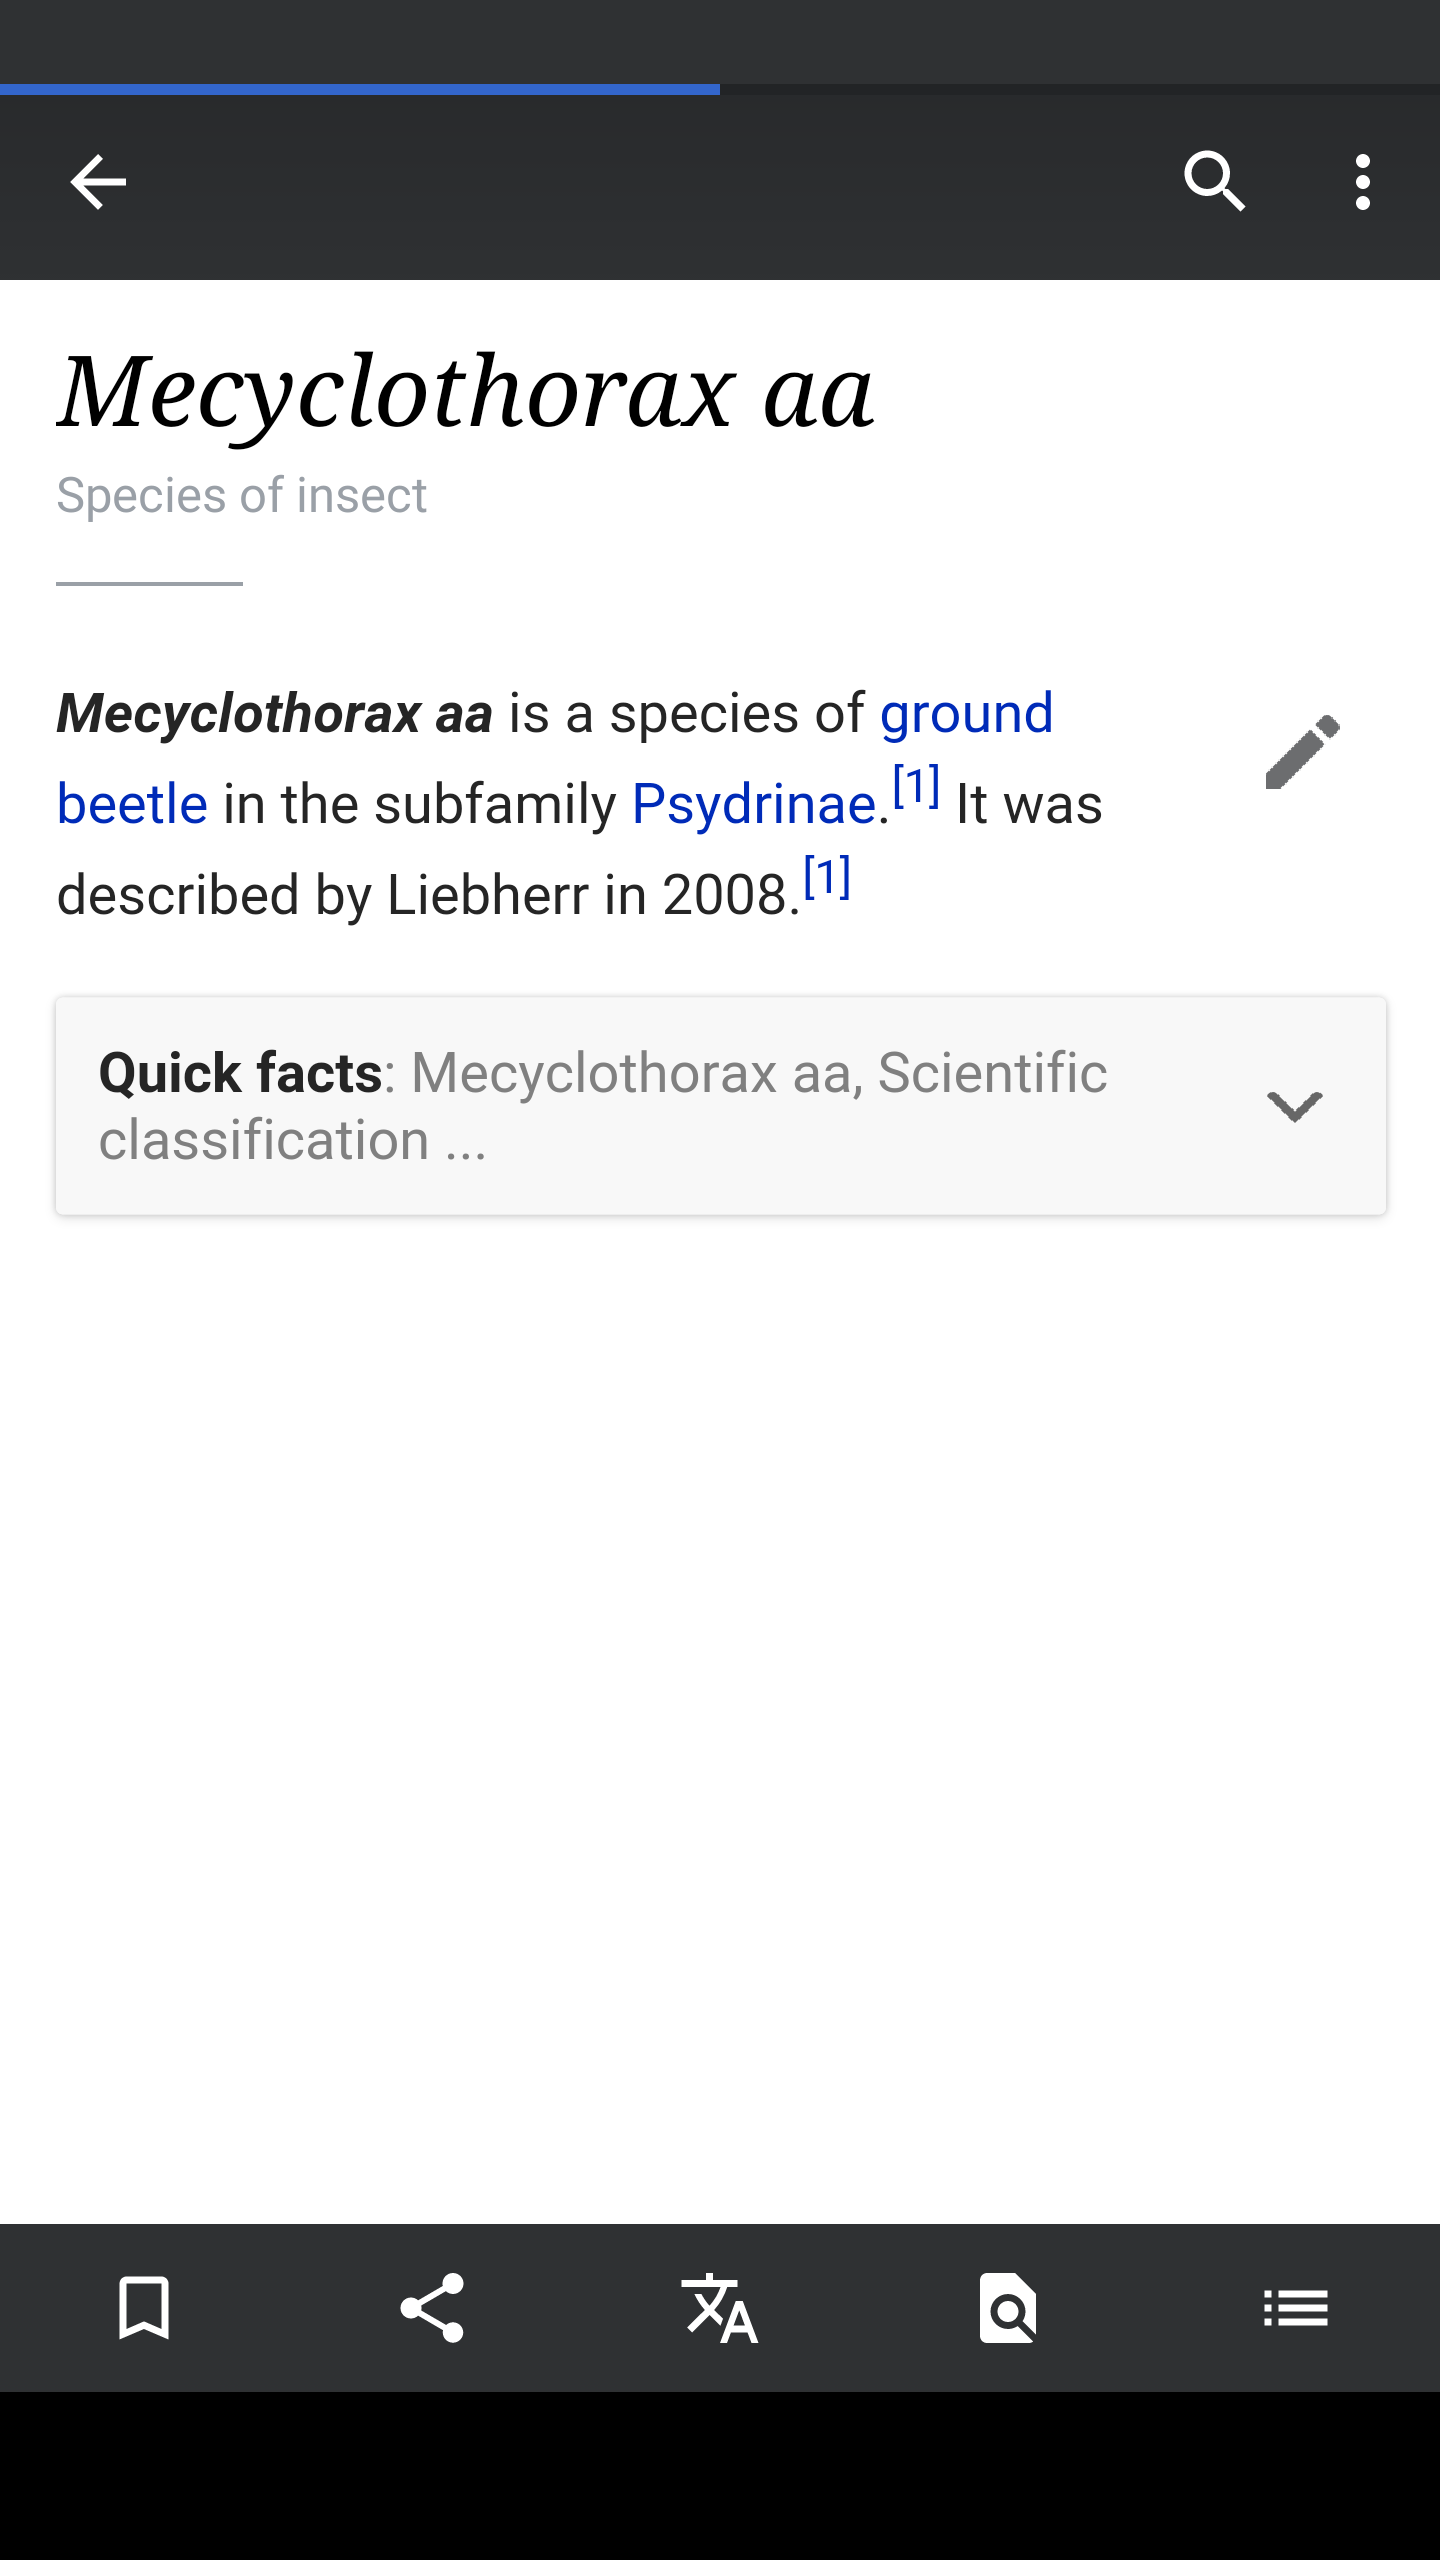 Mecyclothorax aa
Species of insect
Mecyclothorax aa is a species of ground
beetle in the subfamily Psydrinae.[1] It was
described by Liebherr in 2008.[1]
Quick facts: Mecyclothorax aa, Scientific
classification ...